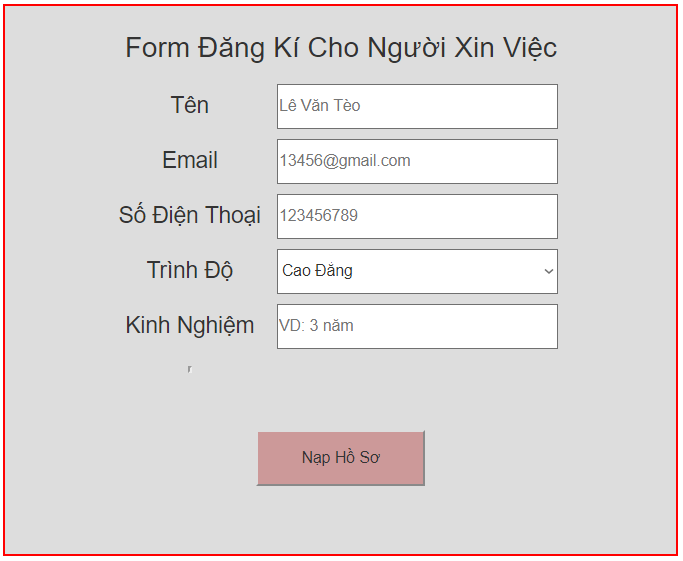 Form Đăng Kí Cho Người Xin Việc
Tên Lê Văn Tèo
Email 13456@gmail.com
Số Điện Thoại 123456789
Trình Độ Cao Đẳng
Kinh Nghiệm VD: 3 năm
r
Nạp Hồ Sơ